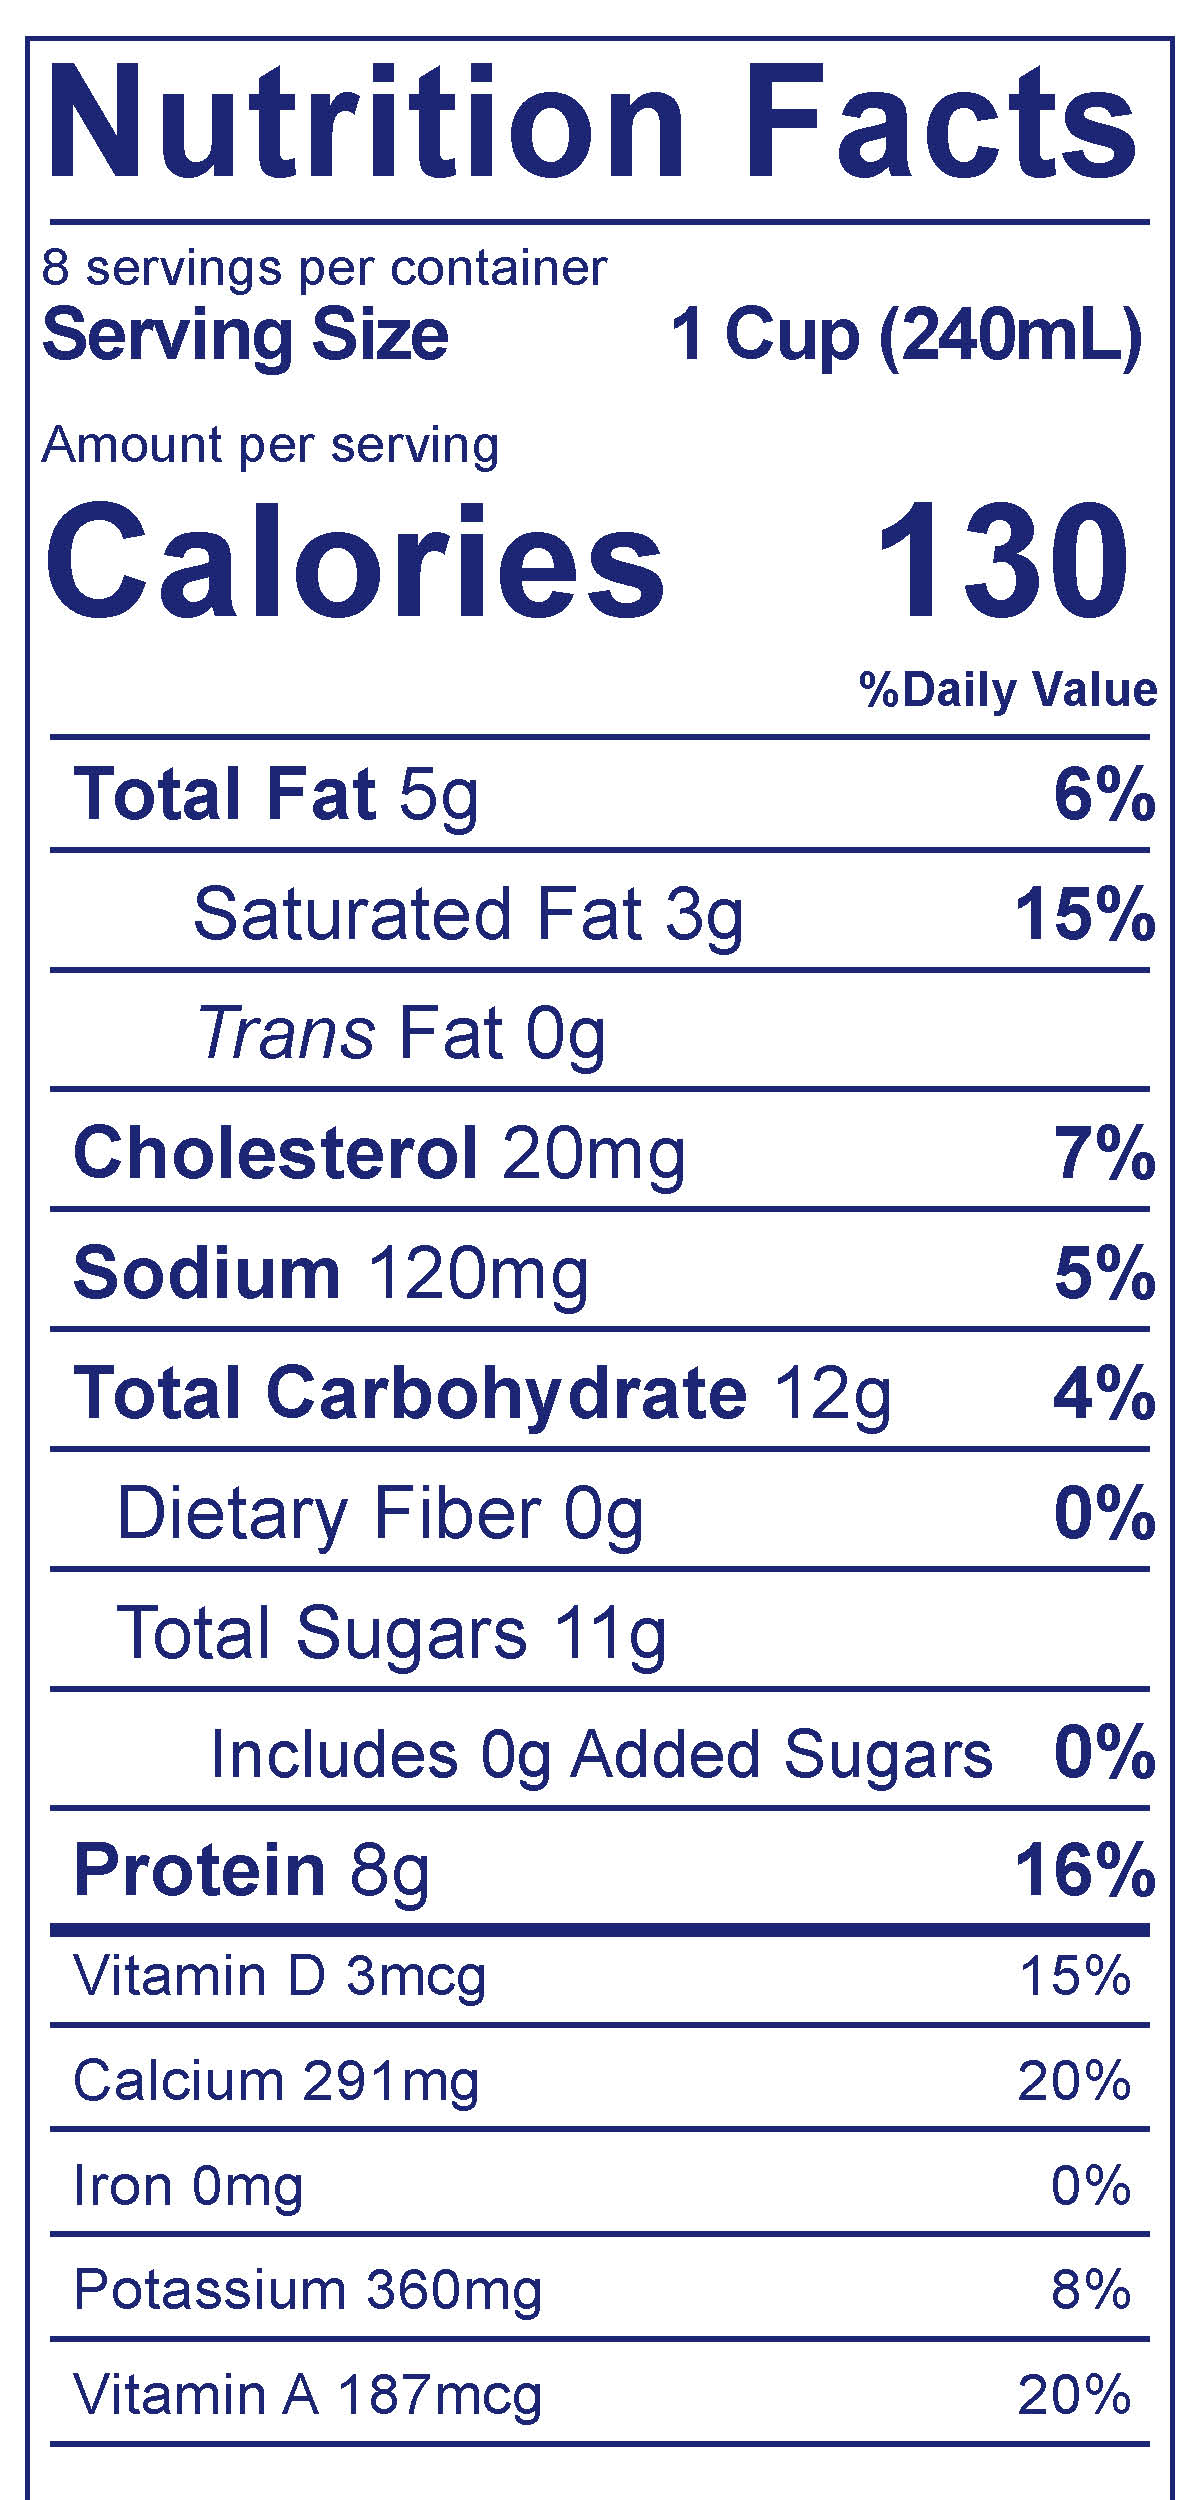 Nutrition Facts
8 servings per container
Serving Size 1 Cup (240mL)
Amount per serving
Calories 130
%Daily Value
Total Fat 5g 6%
Saturated Fat 3g 15%
Trans Fat 0g
Cholesterol 20mg 7%
Sodium 120mg 5%
Total Carbohydrate 12g 4%
Dietary Fiber 0g 0%
Total Sugars 11g
Includes 0g Added Sugars 0%
Protein 8g 16%
Vitamin D 3mcg 15%
Calcium 291mg 20%
Iron 0mg 0%
Potassium 360mg 8%
Vitamin A 187mcg 20%